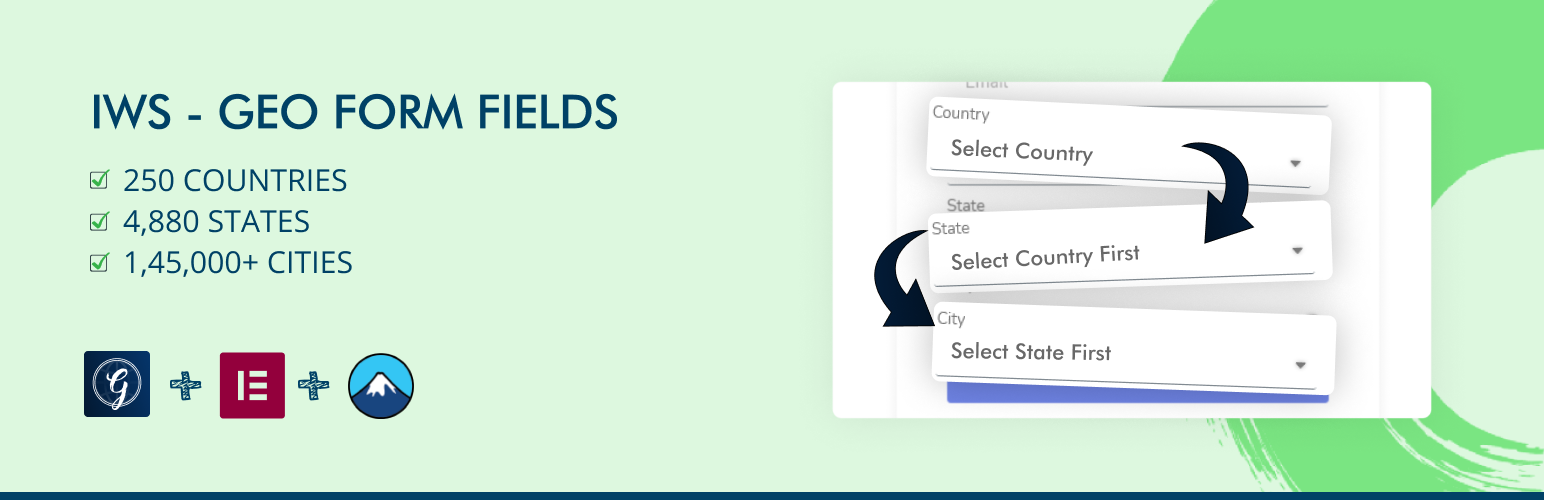 IWS - GEO FORM FIELDS
250 COUNTRIES
4,880 STATES
1,45,000+ CITIES
G
Email
Country
Select Country
State
State
Select Country First
City
Select State First